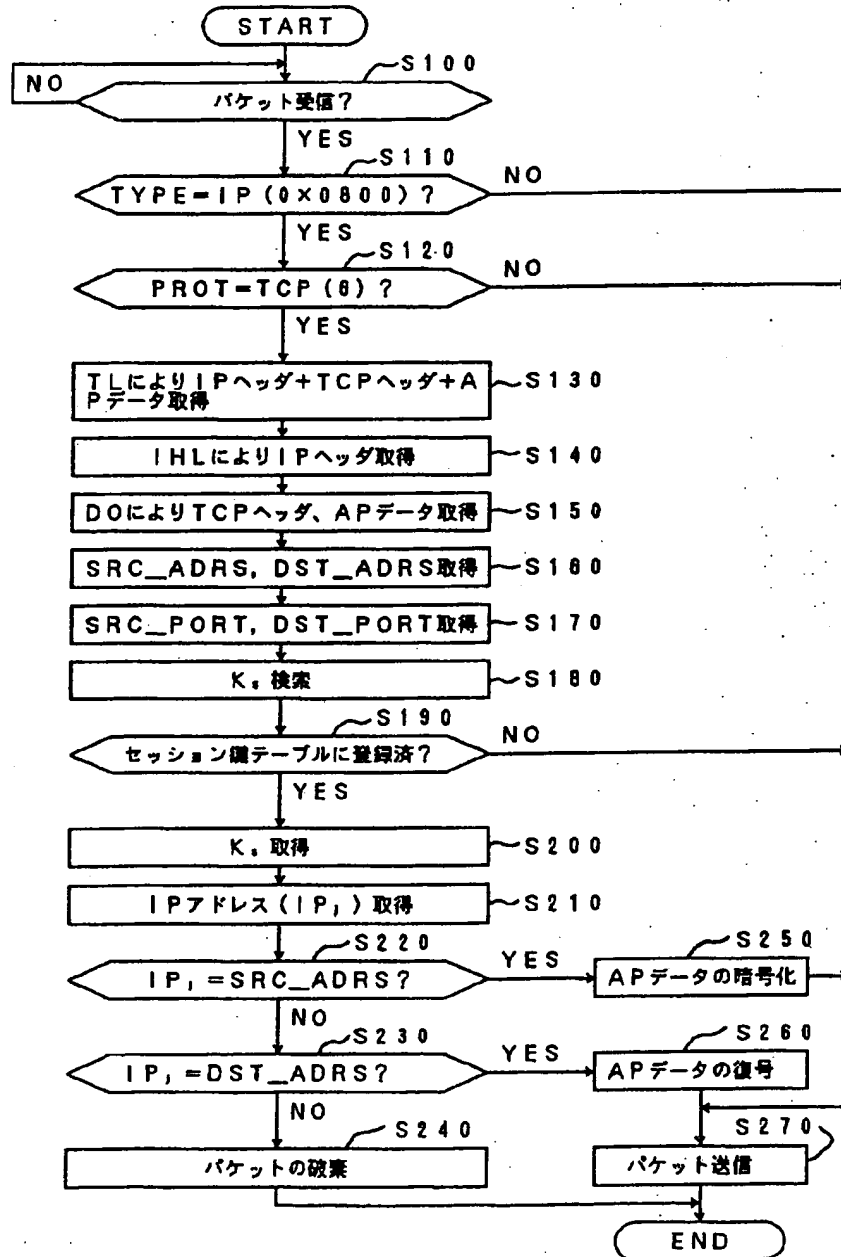 START
NO
S100
パケット受信?
YES
S110
TYPE=IP(0×0800)?
NO
YES
S120
PROT=TCP(6)?
NO
YES
TLによりIPヘッダ+TCPヘッダ+A
Pデータ取得
S130
IHLによりIPヘッダ取得
S140
DOによりTCPヘッダ、APデータ取得
S150
SRC_ADRS, DST_ADRS取得
S160
SRC_PORT, DST_PORT取得
S170
Ks 検索
S180
S190
セッション鍵テーブルに登録済?
NO
YES
Ks 取得
S200
IPアドレス(IPj)取得
S210
S220
IPj=SRC_ADRS?
YES
S250
APデータの暗号化
NO
S230
IPj=DST_ADRS?
YES
S260
APデータの復号
NO
S240
パケットの破棄
S270
パケット送信
END